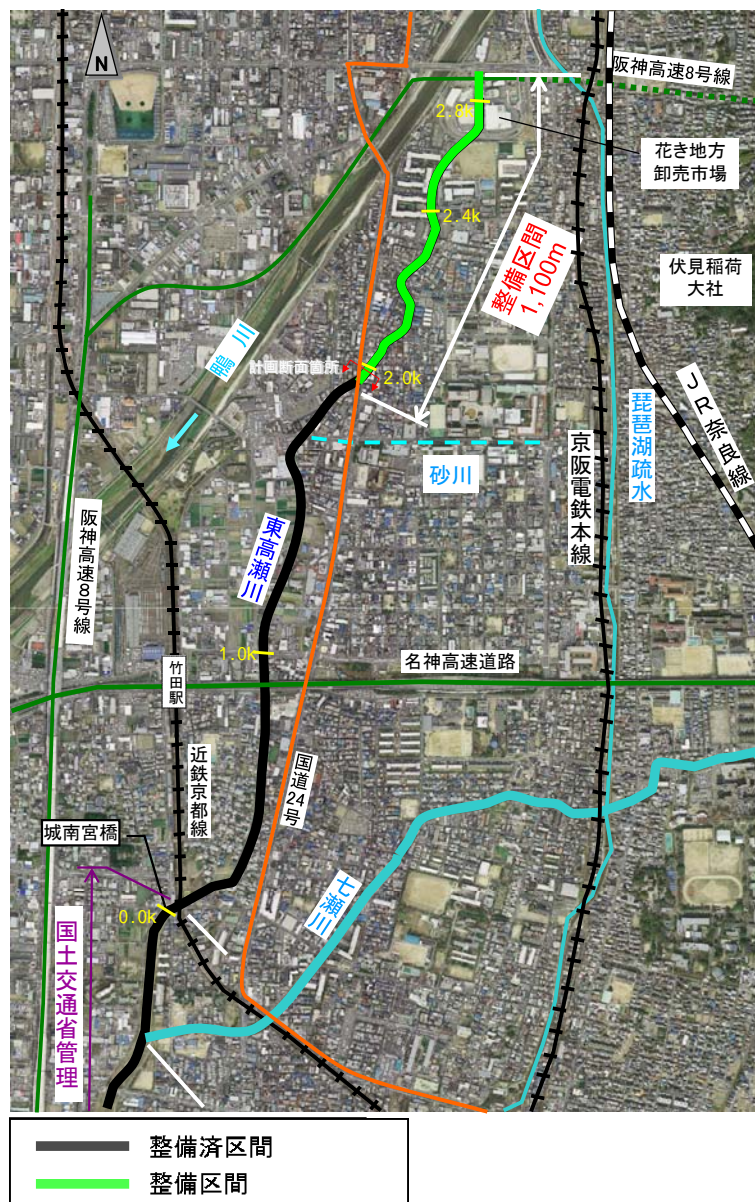 N
阪神高速8号線
2.8k
花き地方
卸売市場
2.4k
整備区間
1,100m
伏見稲荷
大社
鴨川
計画断面箇所
2.0k
JR奈良線
琵琶湖疏水
京阪電鉄本線
砂川
東高瀬川
阪神高速8号線
1.0k
名神高速道路
竹田駅
近鉄京都線
国道24号
城南宮橋
七瀬川
0.0k
国土交通省管理
整備済区間
整備区間